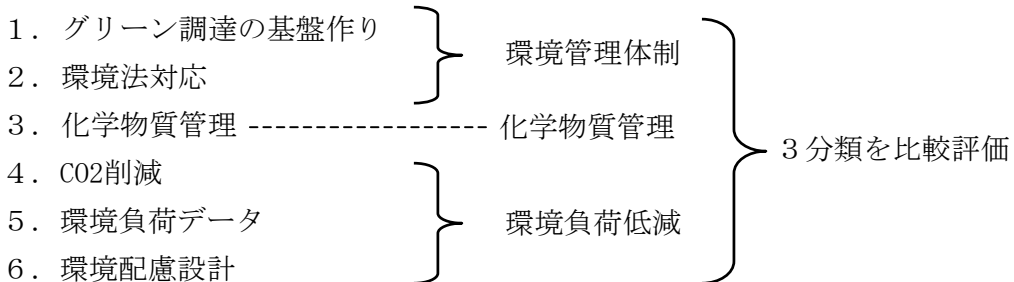 １．グリーン調達の基盤作り
２．環境法対応
環境管理体制
３．化学物質管理 ----------------- 化学物質管理
３分類を比較評価
４．CO2削減
５．環境負荷データ
環境負荷低減
６．環境配慮設計